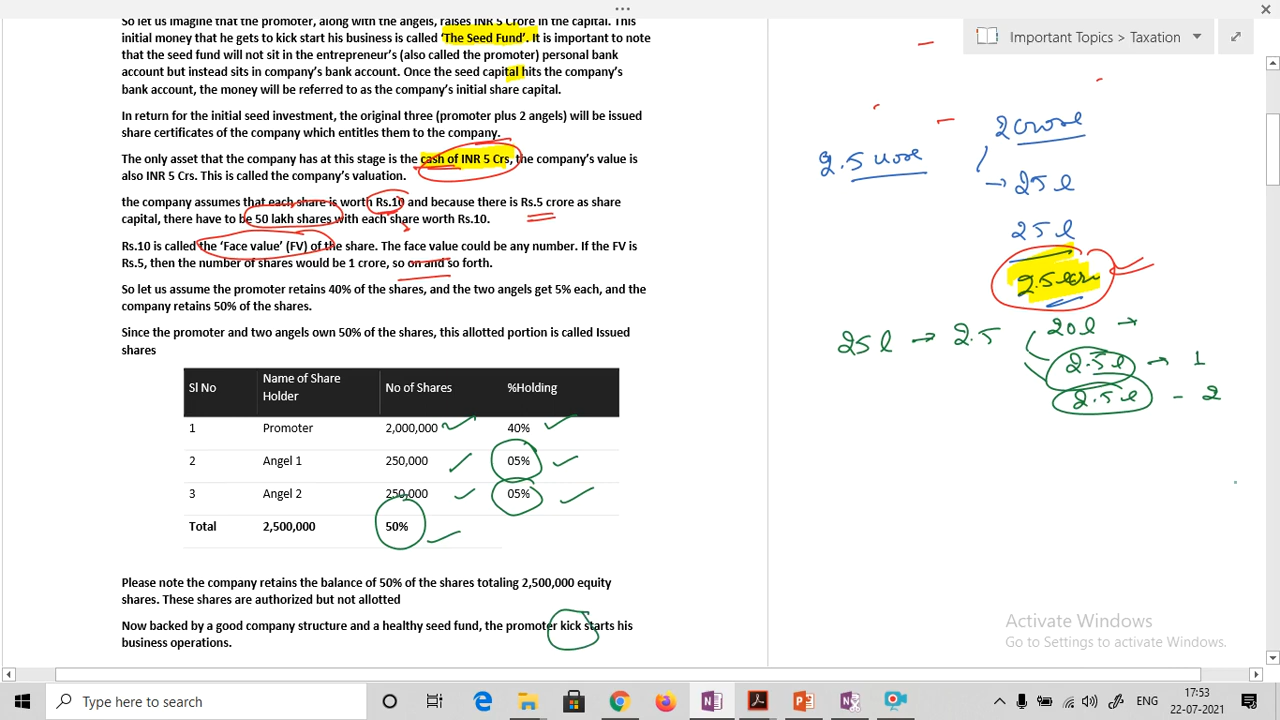 So let us imagine that the promoter, along with the angels, raises INR 5 Crore in the capital. This
initial money that he gets to kick start his business is called ‘The Seed Fund’. It is important to note
that the seed fund will not sit in the entrepreneur’s (also called the promoter) personal bank
account but instead sits in company’s bank account. Once the seed capital hits the company’s
bank account, the money will be referred to as the company’s initial share capital.
In return for the initial seed investment, the original three (promoter plus 2 angels) will be issued
share certificates of the company which entitles them to the company.
The only asset that the company has at this stage is the cash of INR 5 Crs, the company’s value is
also INR 5 Crs. This is called the company’s valuation.
the company assumes that each share is worth Rs.10 and because there is Rs.5 crore as share
capital, there have to be 50 lakh shares with each share worth Rs.10.
Rs.10 is called the ‘Face value’ (FV) of the share. The face value could be any number. If the FV is
Rs.5, then the number of shares would be 1 crore, so on and so forth.
So let us assume the promoter retains 40% of the shares, and the two angels get 5% each, and the
company retains 50% of the shares.
Since the promoter and two angels own 50% of the shares, this allotted portion is called Issued
shares
Sl No Name of Share Holder No of Shares %Holding
1 Promoter 2,000,000 40%
2 Angel 1 250,000 05%
3 Angel 2 250,000 05%
Total 2,500,000 50%
Please note the company retains the balance of 50% of the shares totaling 2,500,000 equity
shares. These shares are authorized but not allotted
Now backed by a good company structure and a healthy seed fund, the promoter kick starts his
business operations.
Important Topics > Taxation
2 crore
2.5 crore
→ 25 l
25 l
25 l → 2.5
20 l →
2.5 l → 1
2.5 l - 2
Activate Windows
Go to Settings to activate Windows.
Type here to search
ENG
17:53
22-07-2021